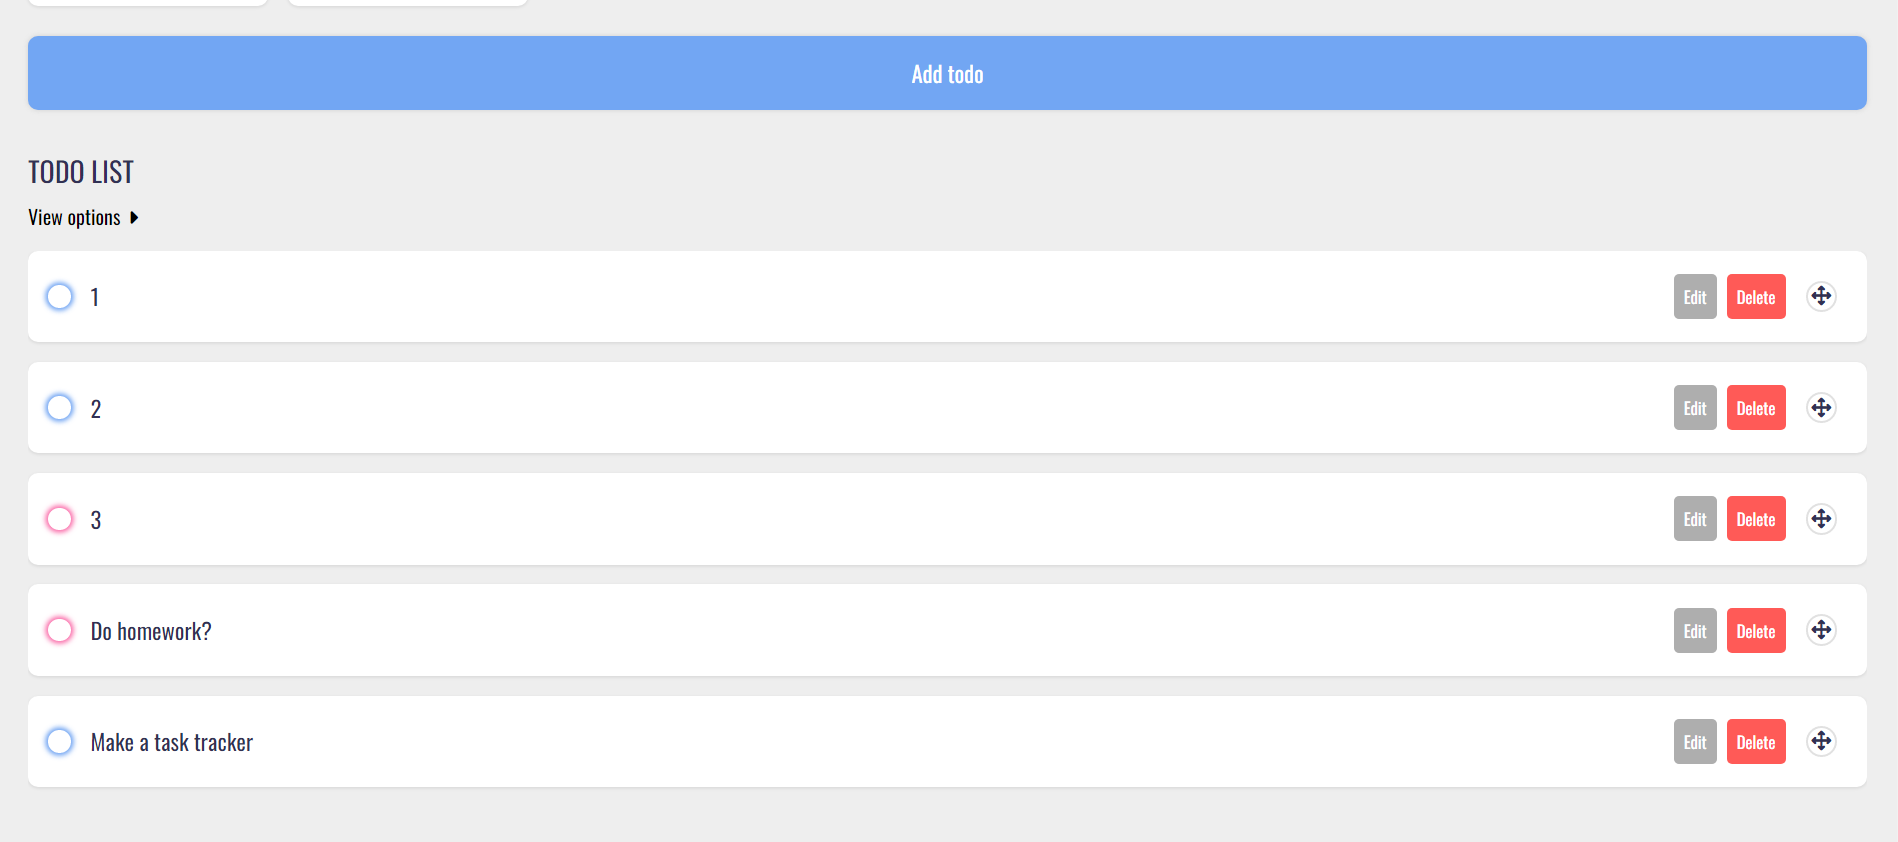 Add todo
TODO LIST
View options
1 Edit Delete
2 Edit Delete
3 Edit Delete
Do homework? Edit Delete
Make a task tracker Edit Delete